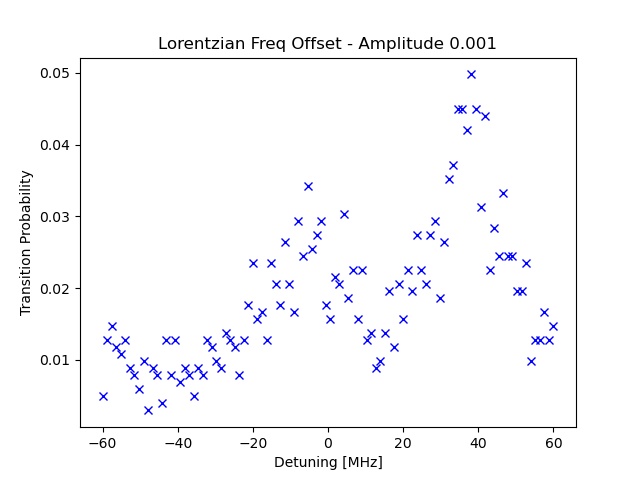 Lorentzian Freq Offset - Amplitude 0.001
Transition Probability
0.05
0.04
0.03
0.02
0.01
−60 −40 −20 0 20 40 60
Detuning [MHz]